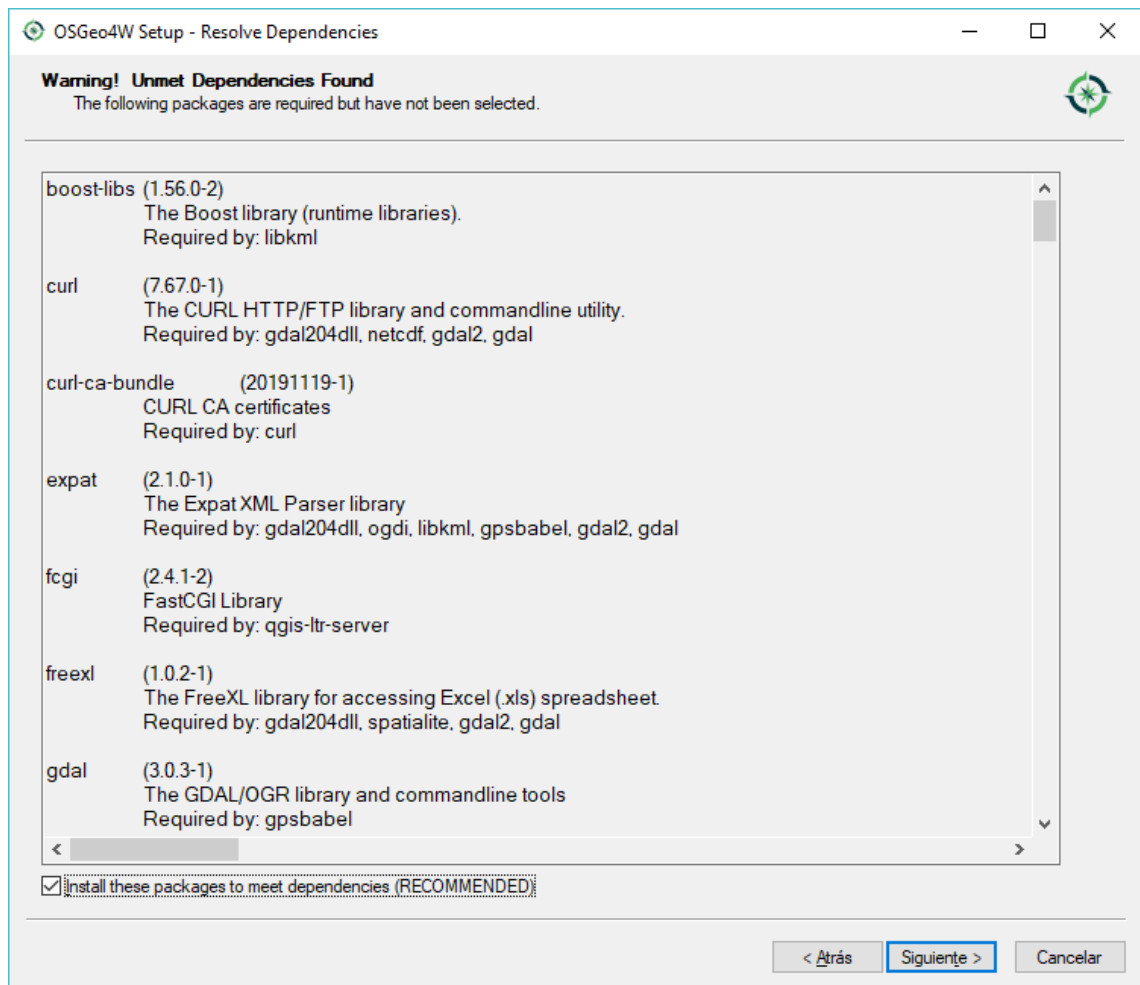 OSGeo4W Setup - Resolve Dependencies
Warning! Unmet Dependencies Found
The following packages are required but have not been selected.
boost-libs (1.56.0-2)
The Boost library (runtime libraries).
Required by: libkml
curl (7.67.0-1)
The CURL HTTP/FTP library and commandline utility.
Required by: gdal204dll, netcdf, gdal2, gdal
curl-ca-bundle (20191119-1)
CURL CA certificates
Required by: curl
expat (2.1.0-1)
The Expat XML Parser library
Required by: gdal204dll, ogdi, libkml, gpsbabel, gdal2, gdal
fcgi (2.4.1-2)
FastCGI Library
Required by: qgis-ltr-server
freexl (1.0.2-1)
The FreeXL library for accessing Excel (.xls) spreadsheet.
Required by: gdal204dll, spatialite, gdal2, gdal
gdal (3.0.3-1)
The GDAL/OGR library and commandline tools
Required by: gpsbabel
Install these packages to meet dependencies (RECOMMENDED)
< Atrás Siguiente > Cancelar